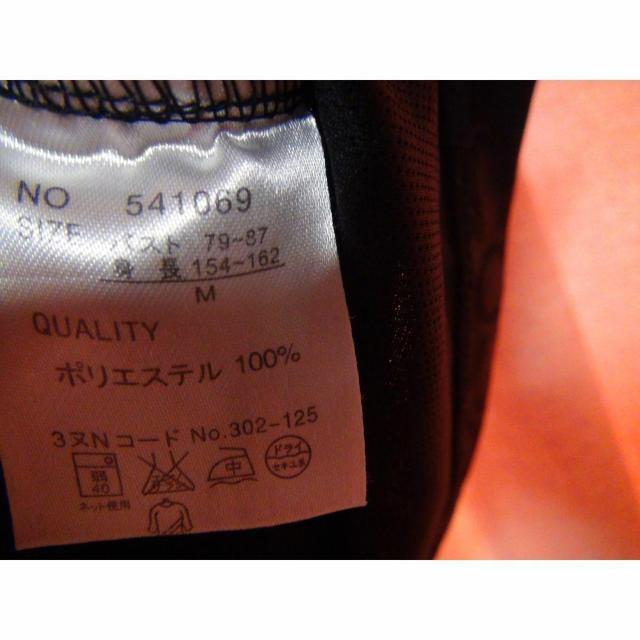 NO 541069
SIZE バスト 79~87
身長 154~162
M
QUALITY
ポリエステル 100%
3ヌNコード No.302-125
弱
40
中
ドライ
セキユ系
ネット使用